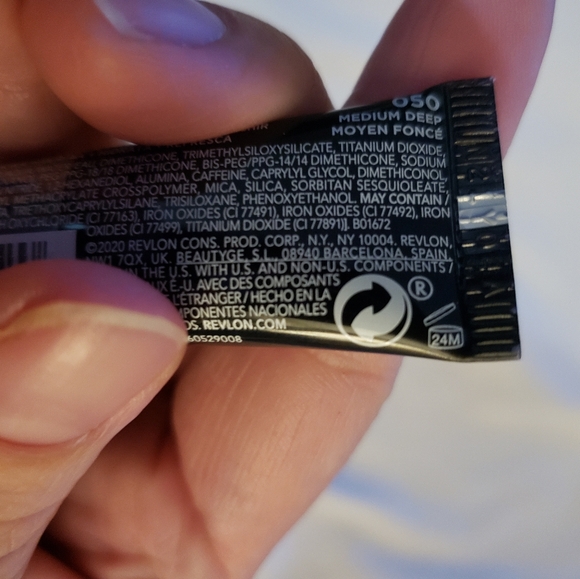 050
MEDIUM DEEP
MOYEN FONCÉ
DIMETHICONE, TRIMETHYLSILOXYSILICATE, TITANIUM DIOXIDE,
DIMETHICONE, BIS-PEG/PPG-14/14 DIMETHICONE, SODIUM
ALUMINA, CAFFEINE, CAPRYLYL GLYCOL, DIMETHICONOL,
CROSSPOLYMER, MICA, SILICA, SORBITAN SESQUIOLEATE,
TRISILOXANE, PHENOXYETHANOL. MAY CONTAIN /
(CI 77163), IRON OXIDES (CI 77491), IRON OXIDES (CI 77492), IRON
OXIDES (CI 77499), TITANIUM DIOXIDE (CI 77891)]. B01672
©2020 REVLON CONS. PROD. CORP., N.Y., NY 10004. REVLON,
7QX, UK. BEAUTYGE, S.L. 08940 BARCELONA, SPAIN.
IN THE U.S. WITH U.S. AND NON-U.S. COMPONENTS /
É-U. AVEC DES COMPOSANTS
L'ÉTRANGER / HECHO EN LA
NACIONALES
REVLON.COM
60529008
®
24M